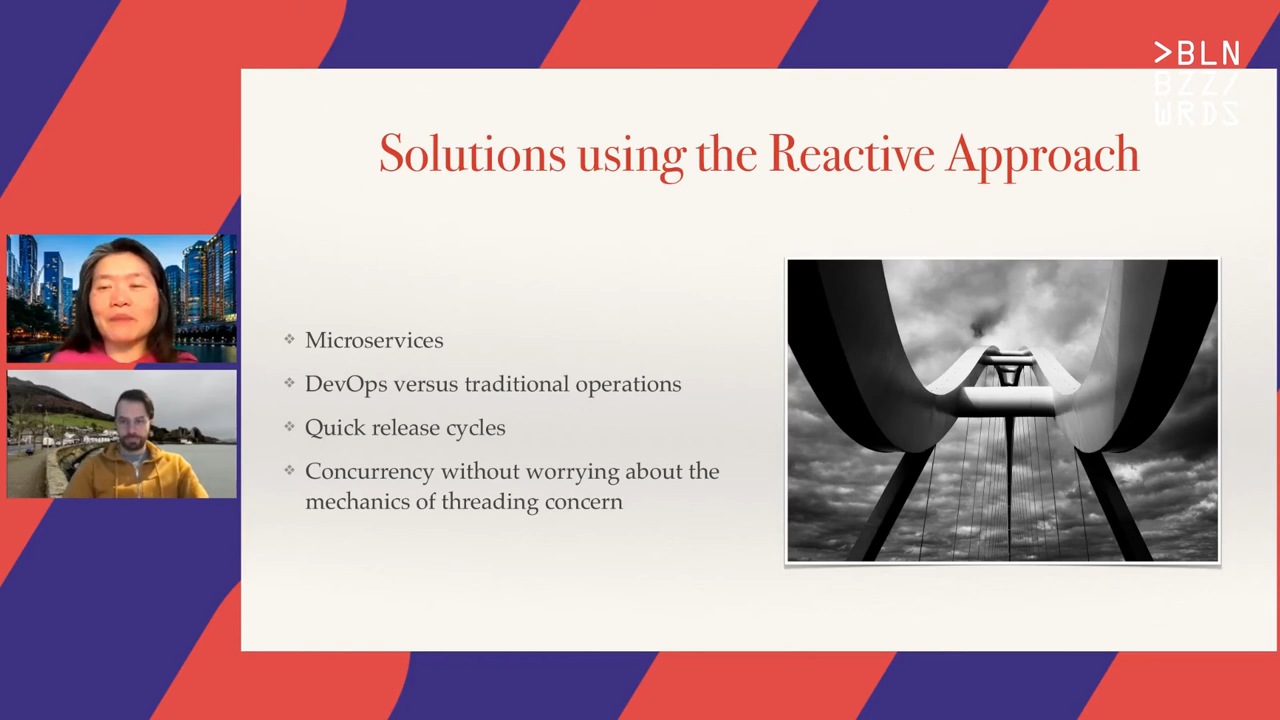 >BLN
BZZ/
WRDS
Solutions using the Reactive Approach
Microservices
DevOps versus traditional operations
Quick release cycles
Concurrency without worrying about the
mechanics of threading concern